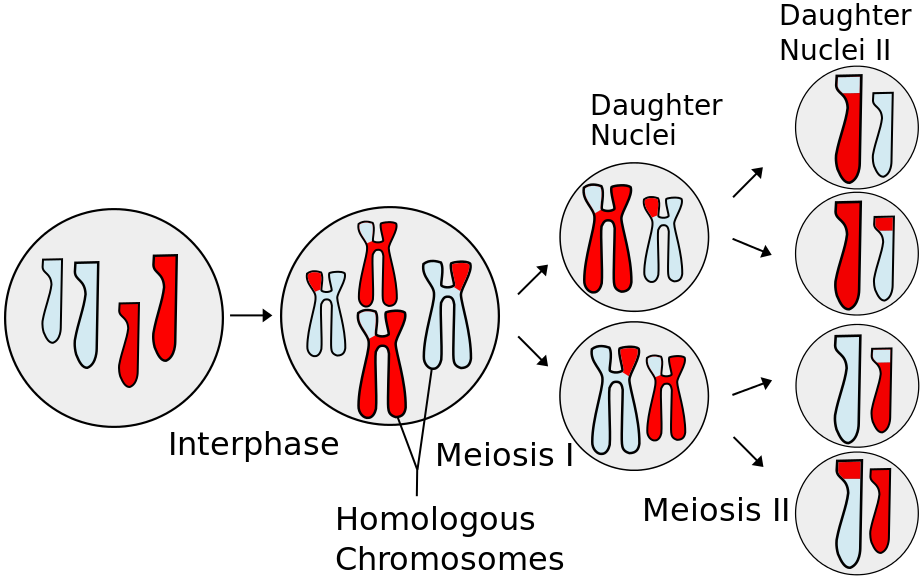 Daughter
Nuclei II
Daughter
Nuclei
Interphase
Meiosis I
Meiosis II
Homologous
Chromosomes